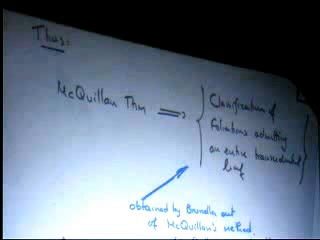 Thus:
McQuillan Thm ⟹ { Classification of
foliations admitting
an entire transcendental
leaf }
obtained by Brunella out
of McQuillan's method.